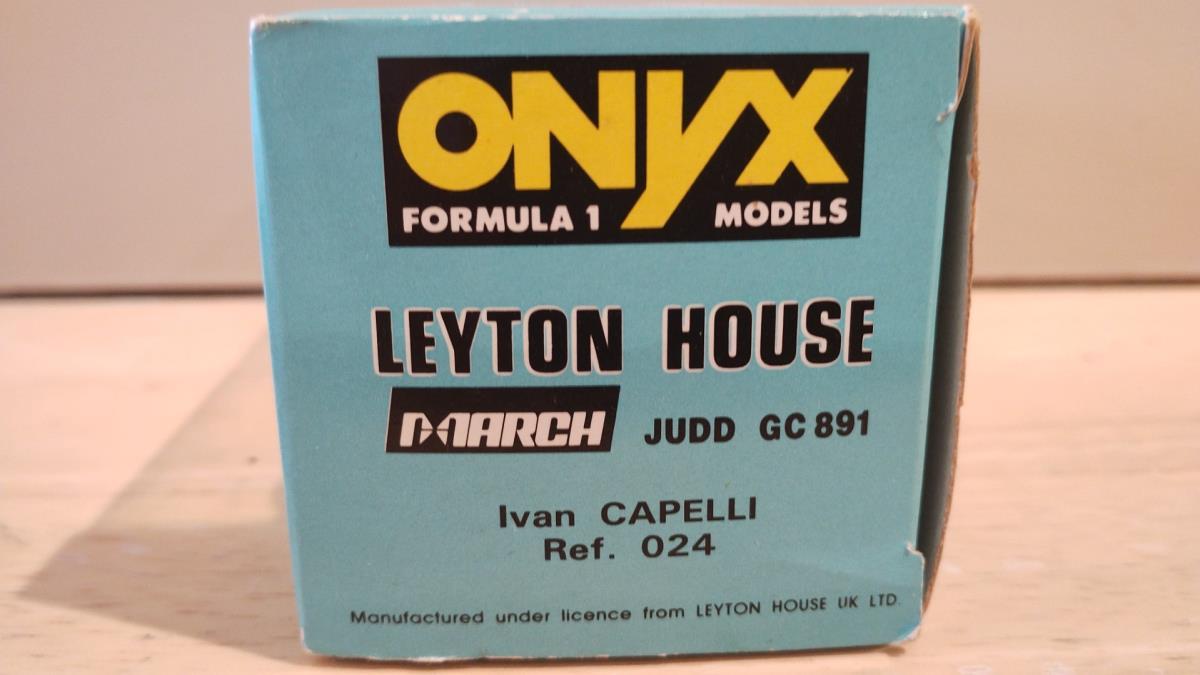 ONYX
FORMULA 1 MODELS
LEYTON HOUSE
MARCH JUDD GC 891
Ivan CAPELLI
Ref. 024
Manufactured under licence from LEYTON HOUSE UK LTD.